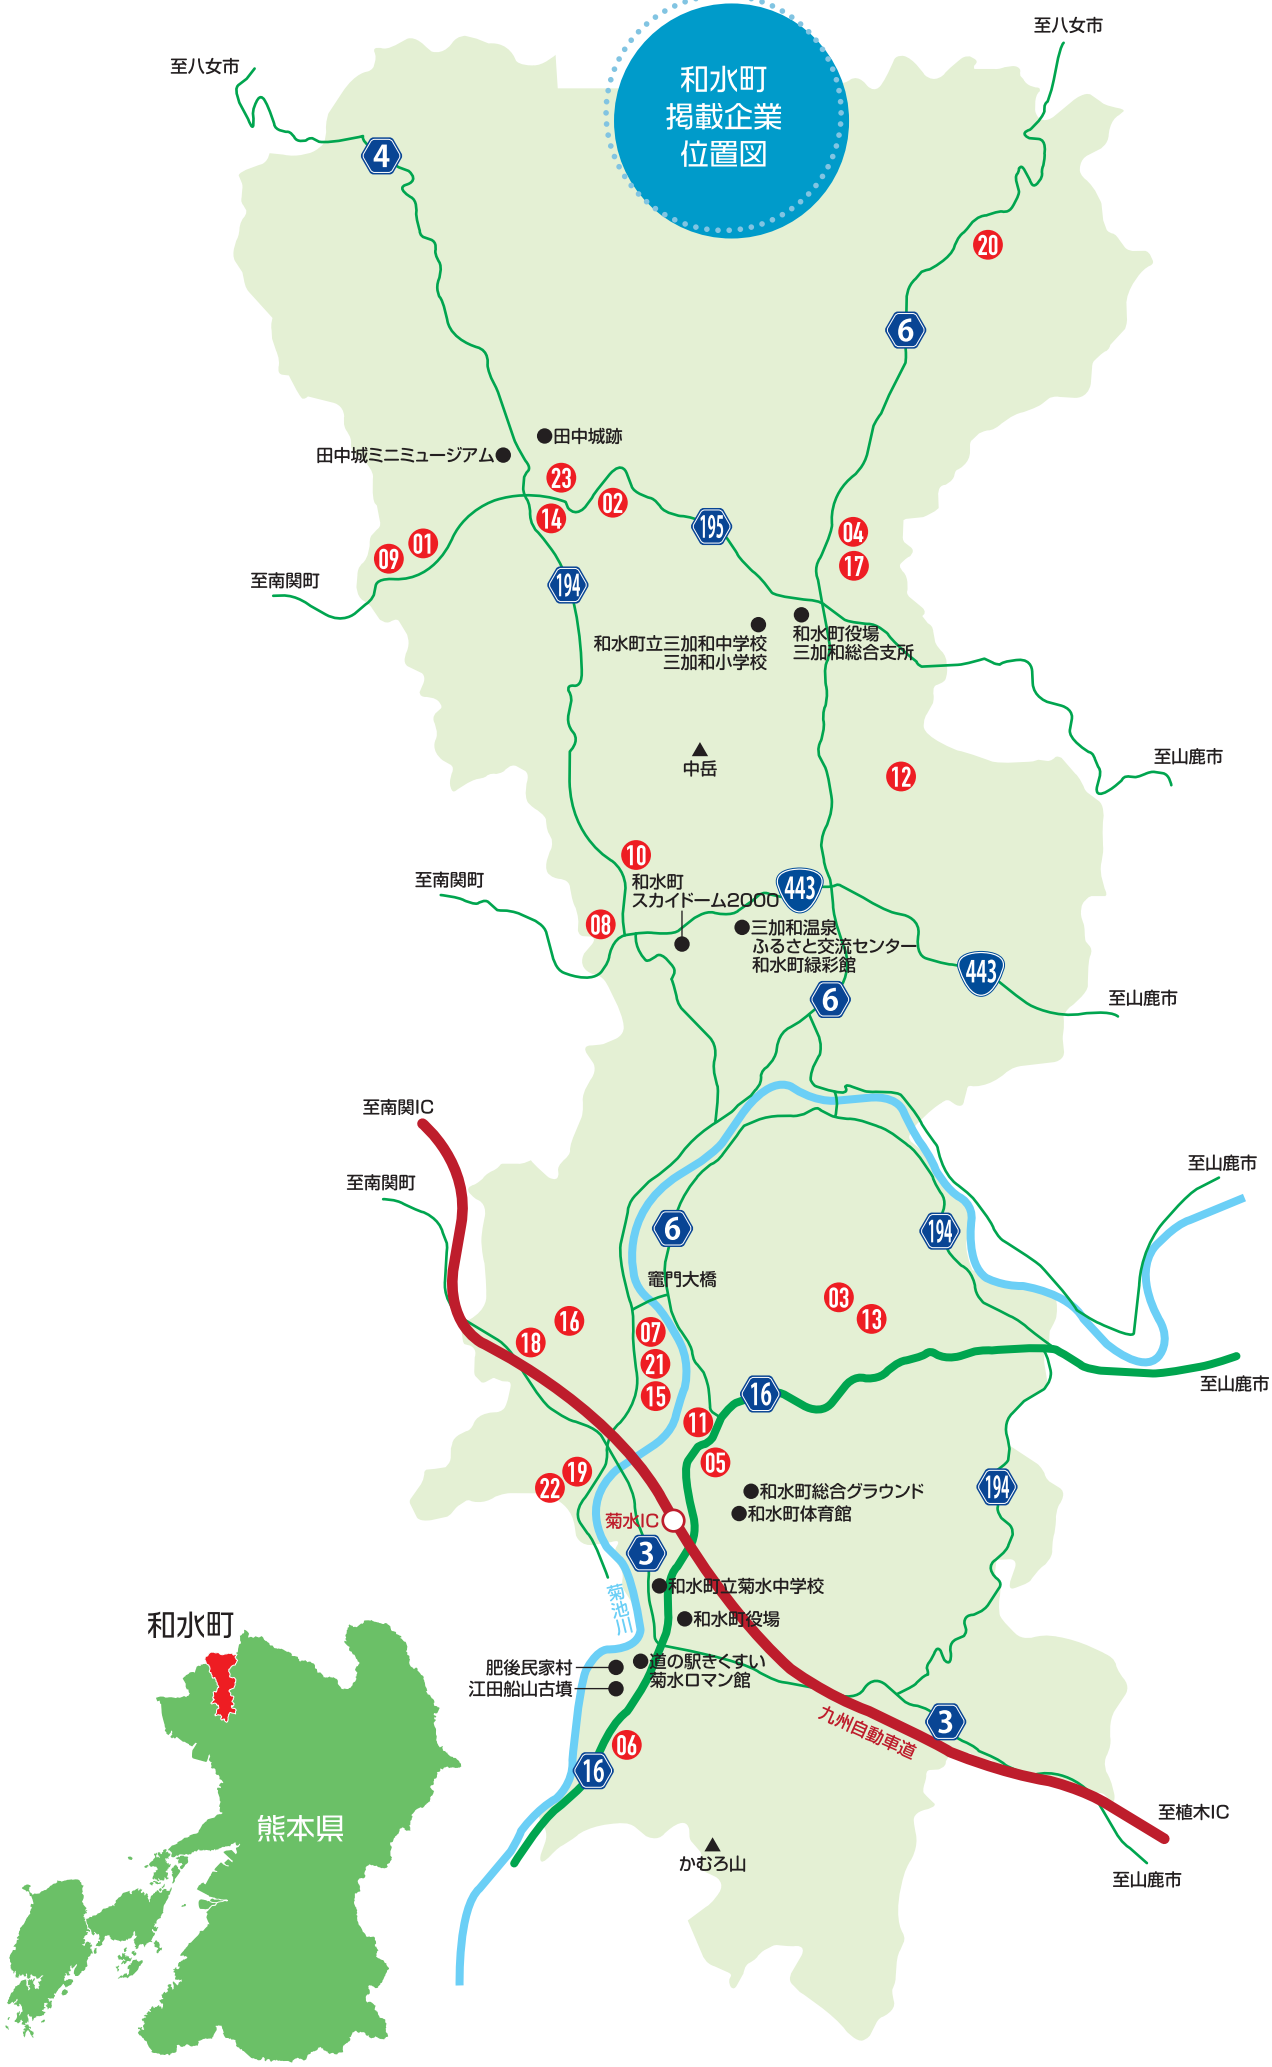 和水町
掲載企業
位置図
至八女市
至八女市
4
20
6
田中城跡
田中城ミニミュージアム
23
02
14
195
04
01
09
17
至南関町
194
和水町役場
三加和総合支所
和水町立三加和中学校
三加和小学校
中岳
至山鹿市
12
10
至南関町
和水町
スカイドーム2000
443
08
三加和温泉
ふるさと交流センター
和水町緑彩館
443
6
至山鹿市
至南関IC
至南関町
至山鹿市
6
194
竈門大橋
03
13
16
07
18
21
15
16
至山鹿市
11
05
19
22
和水町総合グラウンド
和水町体育館
194
菊水IC
3
和水町立菊水中学校
菊池川
和水町役場
道の駅きくすい
菊水ロマン館
肥後民家村
江田船山古墳
3
九州自動車道
06
16
至植木IC
かむろ山
至山鹿市
和水町
熊本県